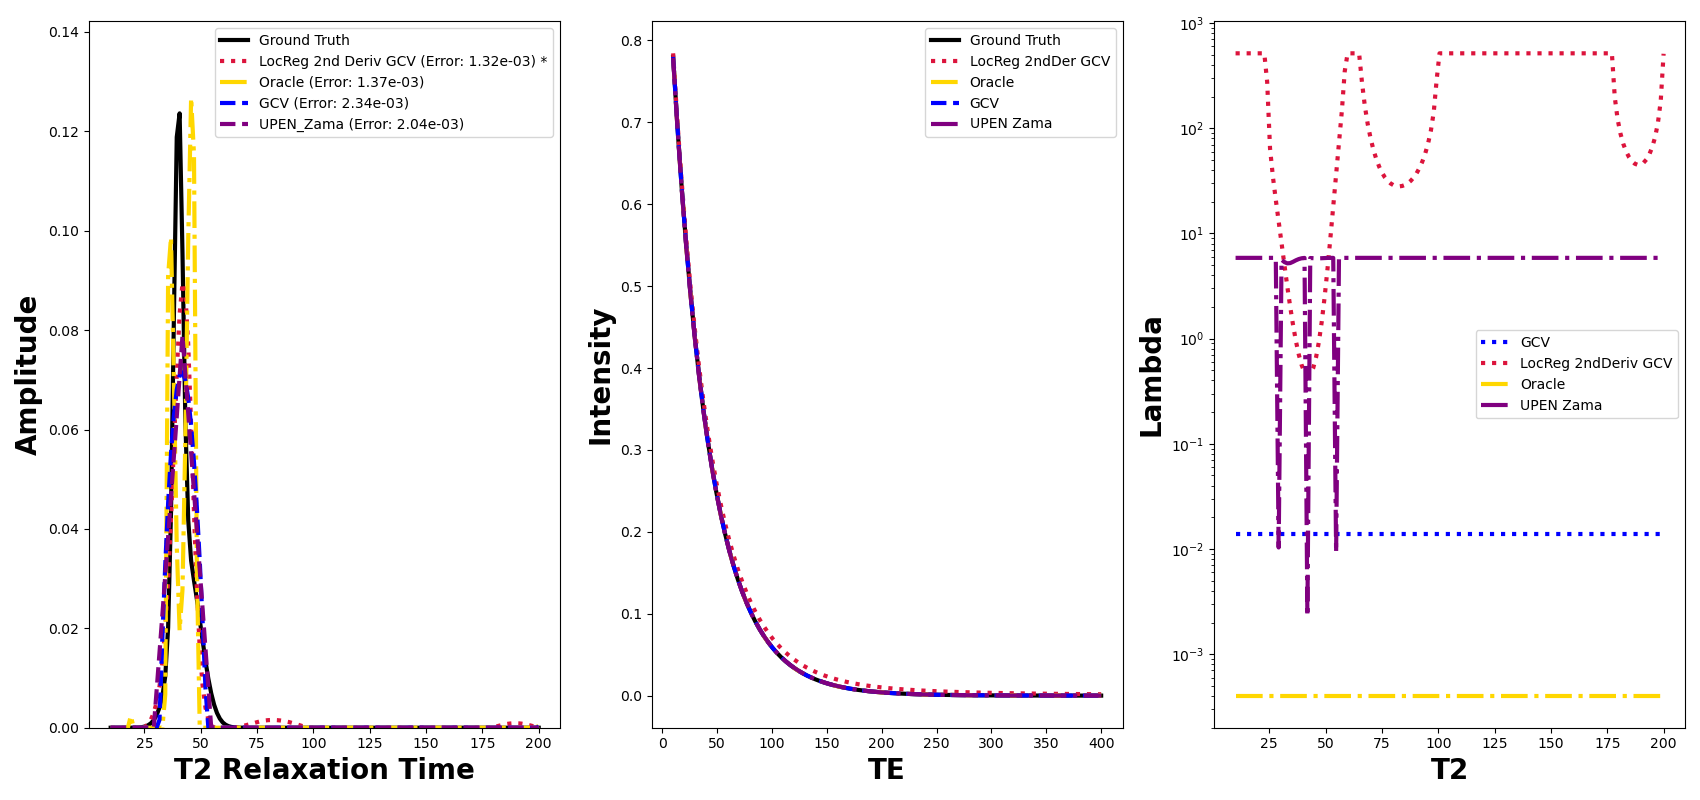 0.14
0.12
0.10
0.08
0.06
0.04
0.02
0.00
Amplitude
Ground Truth
LocReg 2nd Deriv GCV (Error: 1.32e-03) *
Oracle (Error: 1.37e-03)
GCV (Error: 2.34e-03)
UPEN_Zama (Error: 2.04e-03)
25 50 75 100 125 150 175 200
T2 Relaxation Time
0.8
0.7
0.6
0.5
0.4
0.3
0.2
0.1
0.0
Intensity
Ground Truth
LocReg 2ndDer GCV
Oracle
GCV
UPEN Zama
0 50 100 150 200 250 300 350 400
TE
10³
10²
10¹
10⁰
10⁻¹
10⁻²
10⁻³
Lambda
GCV
LocReg 2ndDeriv GCV
Oracle
UPEN Zama
25 50 75 100 125 150 175 200
T2